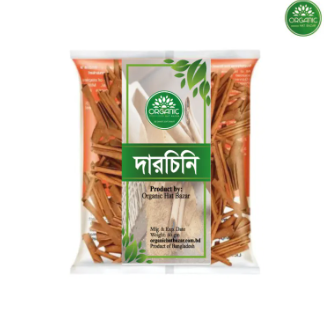 ORGANIC
ORGANIC
দারচিনি
Product by:
Organic Hat Bazar
Mfg. & Exp. Date
organichatbazar.com.bd
Product of Bangladesh